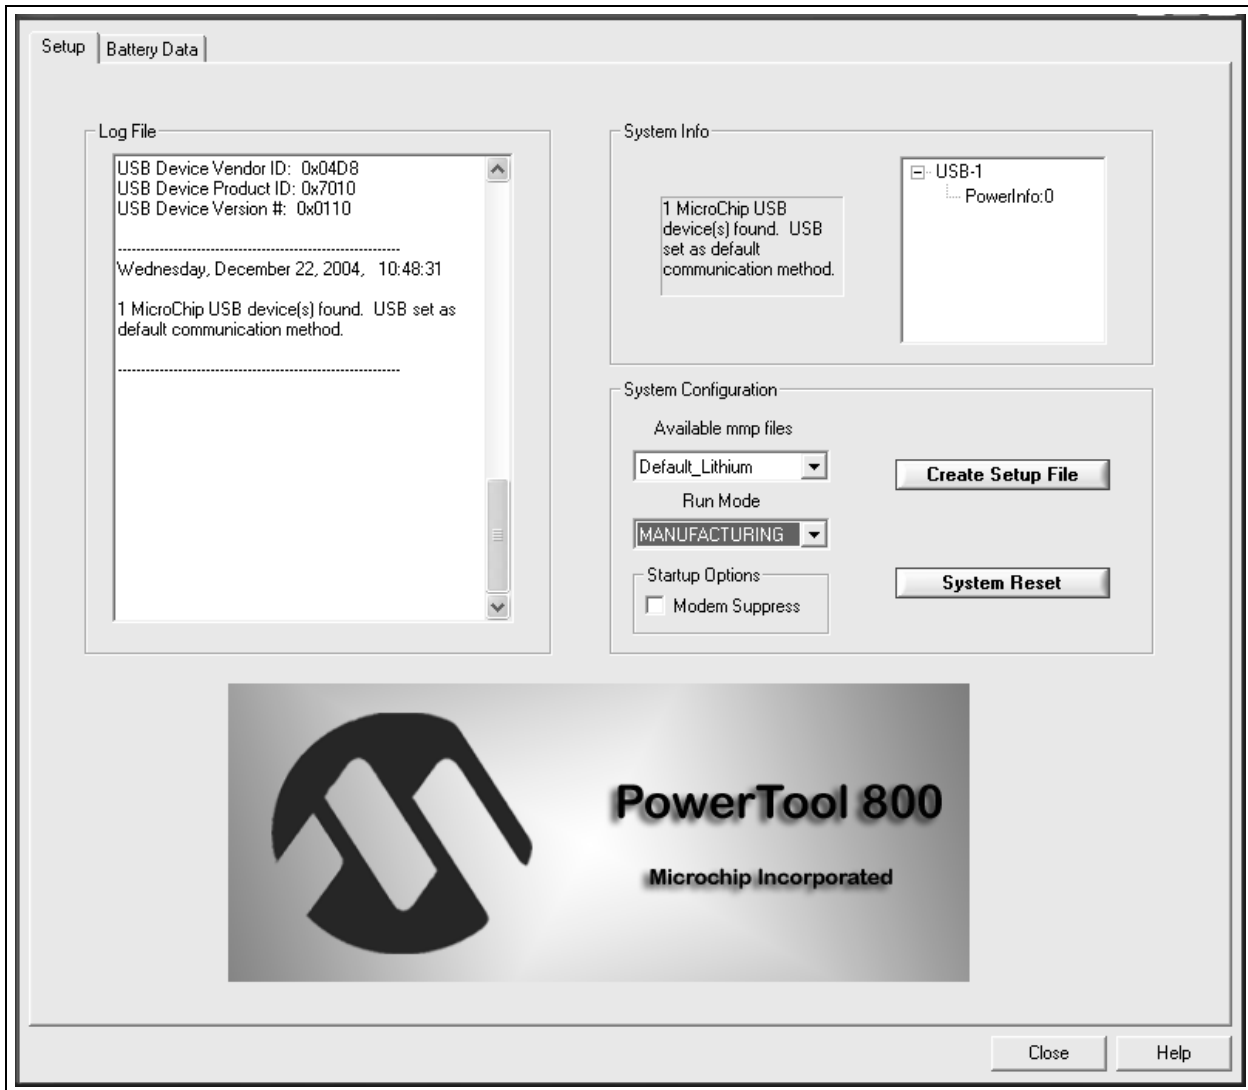 Setup
Battery Data
Log File
USB Device Vendor ID:  0x04D8
USB Device Product ID: 0x7010
USB Device Version #:  0x0110
-------------------------------------------------------------
Wednesday, December 22, 2004,   10:48:31
1 MicroChip USB device(s) found.  USB set as
default communication method.
-------------------------------------------------------------
System Info
1 MicroChip USB
device(s) found.  USB
set as default
communication method.
USB-1
PowerInfo:0
System Configuration
Available mmp files
Default_Lithium
Create Setup File
Run Mode
MANUFACTURING
Startup Options
Modem Suppress
System Reset
PowerTool 800
Microchip Incorporated
Close
Help